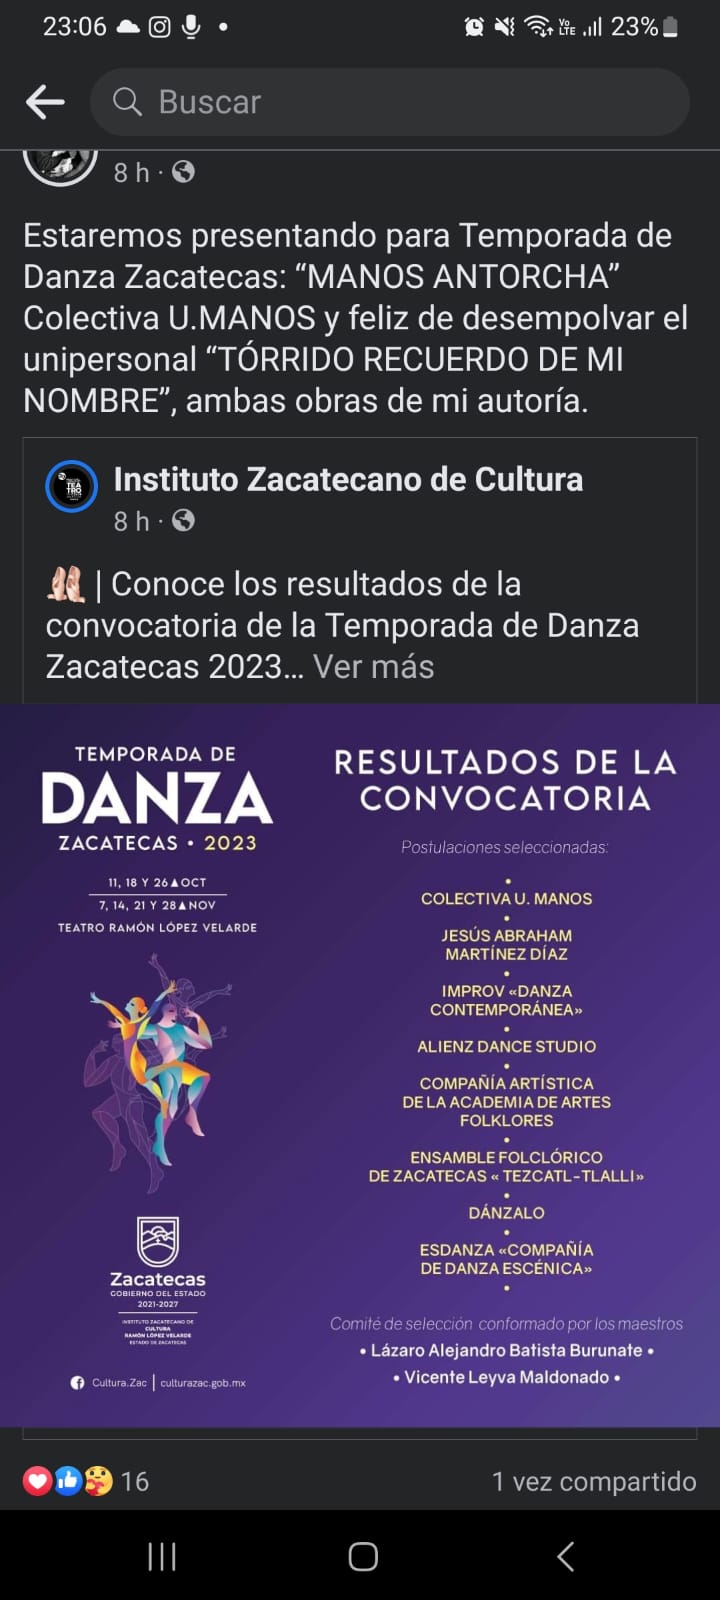 23:06
Vo
LTE
23%
Buscar
8 h ·
Estaremos presentando para Temporada de
Danza Zacatecas: “MANOS ANTORCHA”
Colectiva U.MANOS y feliz de desempolvar el
unipersonal “TÓRRIDO RECUERDO DE MI
NOMBRE”, ambas obras de mi autoría.
TEA
TRO
Instituto Zacatecano de Cultura
8 h ·
| Conoce los resultados de la
convocatoria de la Temporada de Danza
Zacatecas 2023... Ver más
TEMPORADA DE
DANZA
ZACATECAS • 2023
11, 18 Y 26▲OCT
7, 14, 21 Y 28▲NOV
TEATRO RAMÓN LÓPEZ VELARDE
Zacatecas
GOBIERNO DEL ESTADO
2021-2027
INSTITUTO ZACATECANO DE
CULTURA
RAMÓN LÓPEZ VELARDE
ESTADO DE ZACATECAS
Cultura.Zac | culturazac.gob.mx
RESULTADOS DE LA
CONVOCATORIA
Postulaciones seleccionadas:
•
COLECTIVA U. MANOS
•
JESÚS ABRAHAM
MARTÍNEZ DÍAZ
•
IMPROV «DANZA
CONTEMPORÁNEA»
•
ALIENZ DANCE STUDIO
•
COMPAÑÍA ARTÍSTICA
DE LA ACADEMIA DE ARTES
FOLKLORES
•
ENSAMBLE FOLCLÓRICO
DE ZACATECAS « TEZCATL-TLALLI»
•
DÁNZALO
•
ESDANZA «COMPAÑÍA
DE DANZA ESCÉNICA»
•
Comité de selección conformado por los maestros
• Lázaro Alejandro Batista Burunate •
• Vicente Leyva Maldonado •
16
1 vez compartido